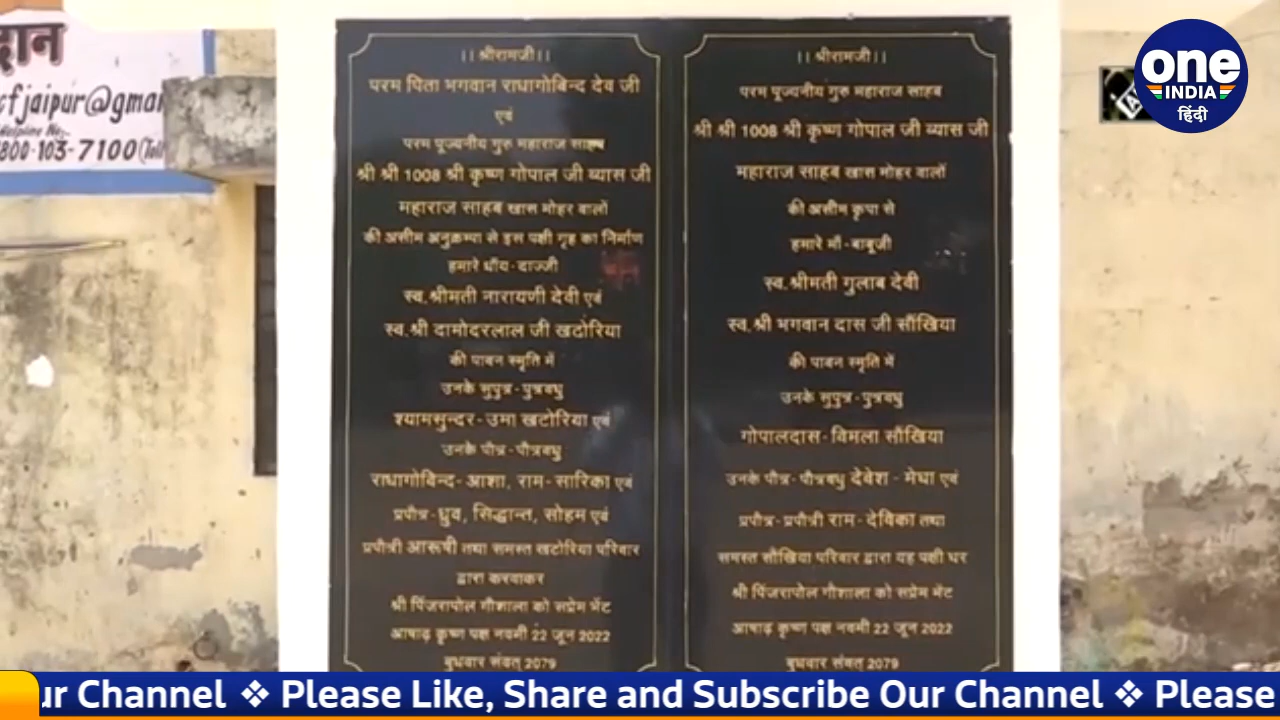 दान
cfjaipur@gmai
Helpline No.
800-103-7100 (Toll
।। श्रीरामजी।।
परम पिता भगवान राधागोबिन्द देव जी
एवं
परम पूज्यनीय गुरु महाराज साहब
श्री श्री 1008 श्री कृष्ण गोपाल जी व्यास जी
महाराज साहब खास मोहर वालों
की असीम अनुकम्पा से इस पक्षी गृह का निर्माण
हमारे धाँय-दाज्जी
स्व.श्रीमती नारायणी देवी एवं
स्व.श्री दामोदरलाल जी खटोरिया
की पावन स्मृति में
उनके सुपुत्र-पुत्रवधु
श्यामसुन्दर-उमा खटोरिया एवं
उनके पौत्र-पौत्रवधु
राधागोविन्द-आशा, राम-सारिका एवं
प्रपौत्र-ध्रुव, सिद्धान्त, सोहम एवं
प्रपौत्री आरूषी तथा समस्त खटोरिया परिवार
द्वारा करवाकर
श्री पिंजरापोल गौशाला को सप्रेम भेंट
आषाढ़ कृष्ण पक्ष नवमी 22 जून 2022
बुधवार संवत् 2079
।। श्रीरामजी।।
परम पूज्यनीय गुरु महाराज साहब
श्री श्री 1008 श्री कृष्ण गोपाल जी व्यास जी
महाराज साहब खास मोहर वालों
की असीम कृपा से
हमारे माँ-बाबूजी
स्व.श्रीमती गुलाब देवी
स्व.श्री भगवान दास जी सौंखिया
की पावन स्मृति में
उनके सुपुत्र-पुत्रवधु
गोपालदास-विमला सौंखिया
उनके पौत्र-पौत्रवधु देवेश - मेघा एवं
प्रपौत्र-प्रपौत्री राम-देविका तथा
समस्त सौंखिया परिवार द्वारा यह पक्षी घर
श्री पिंजरापोल गौशाला को सप्रेम भेंट
आषाढ़ कृष्ण पक्ष नवमी 22 जून 2022
बुधवार संवत् 2079
one
INDIA
हिंदी
ur Channel ❖ Please Like, Share and Subscribe Our Channel ❖ Please